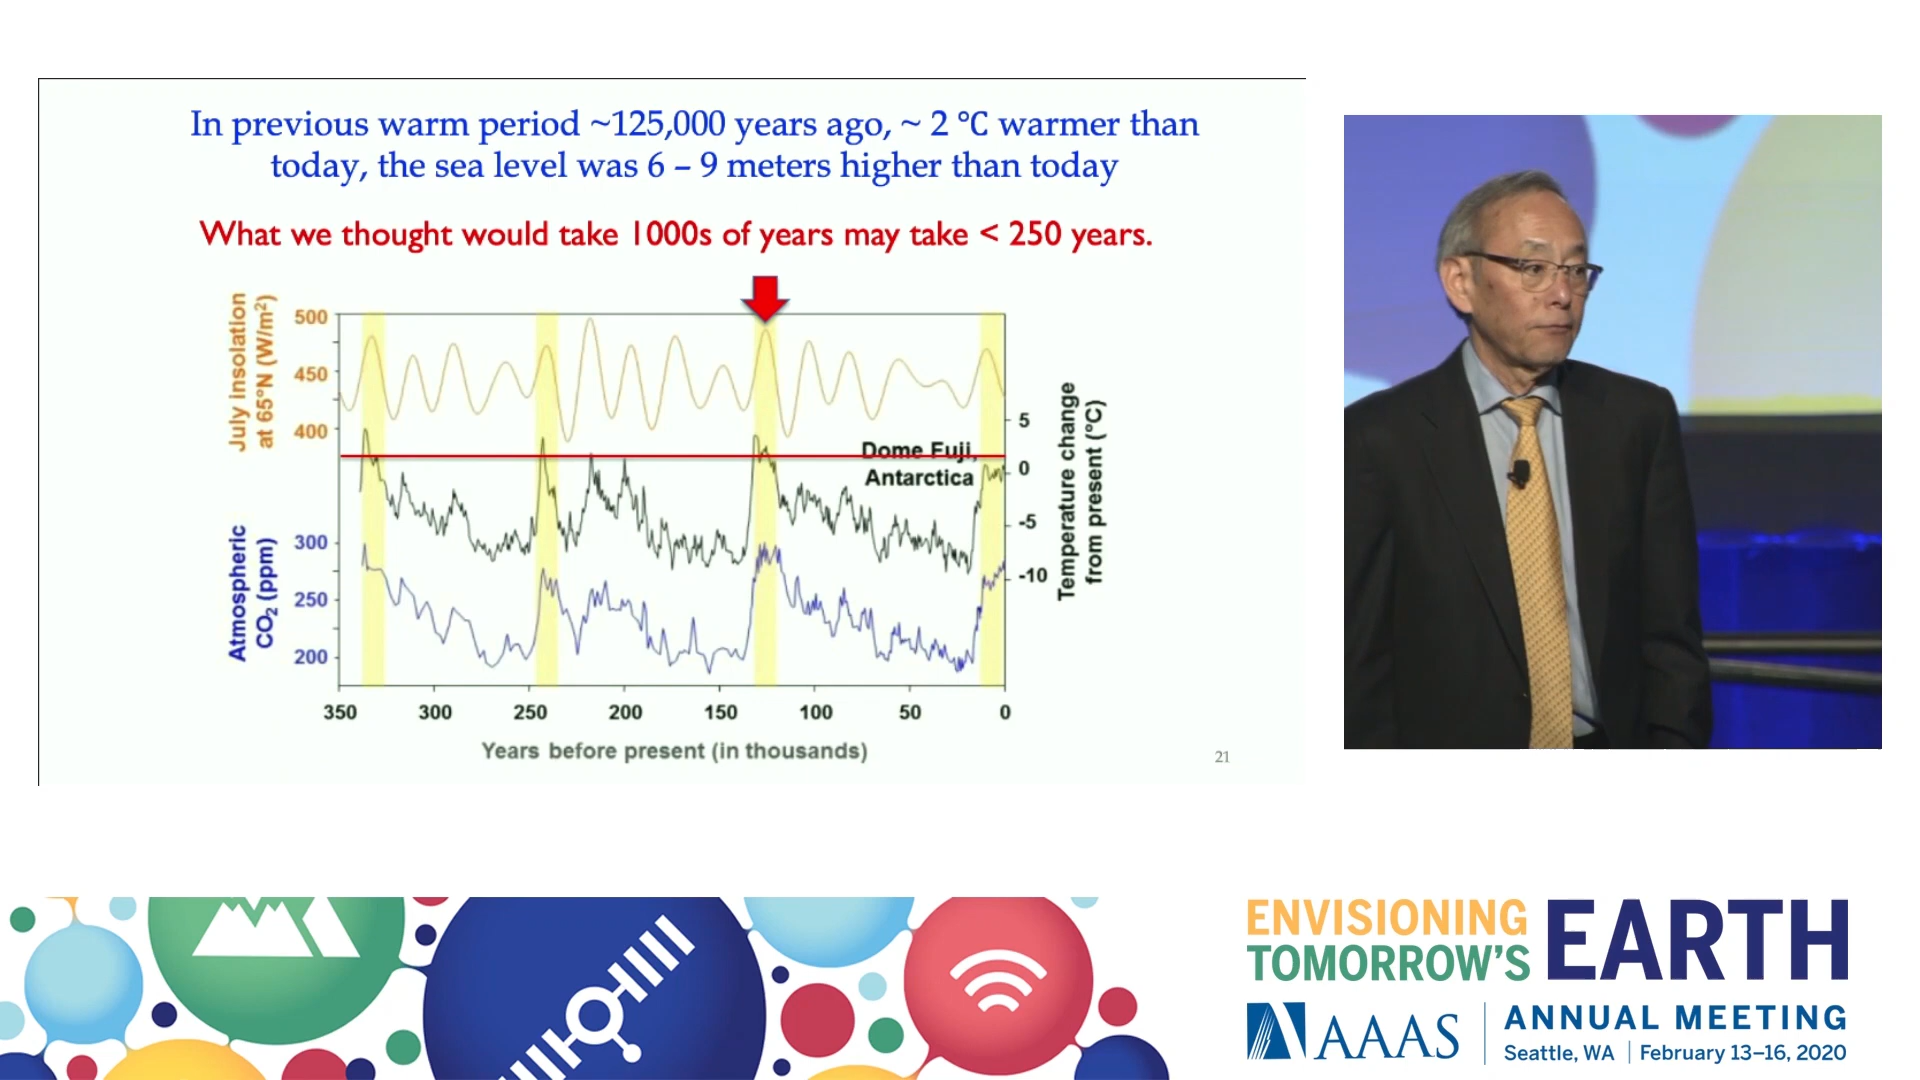 In previous warm period ~125,000 years ago, ~ 2 °C warmer than
today, the sea level was 6 – 9 meters higher than today
What we thought would take 1000s of years may take < 250 years.
July insolation
at 65°N (W/m²)
500
450
400
Dome Fuji,
Antarctica
5
0
-5
-10
Temperature change
from present (°C)
Atmospheric
CO₂ (ppm)
300
250
200
350 300 250 200 150 100 50 0
Years before present (in thousands)
21
ENVISIONING
TOMORROW'S
EARTH
AAAS
ANNUAL MEETING
Seattle, WA | February 13–16, 2020